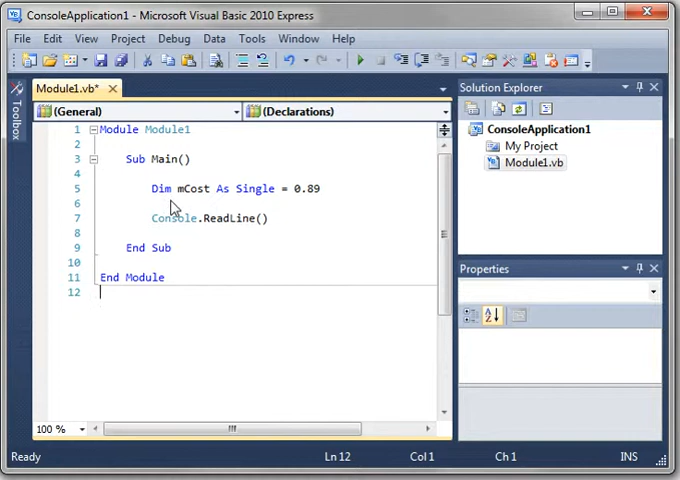 ConsoleApplication1 - Microsoft Visual Basic 2010 Express
File Edit View Project Debug Data Tools Window Help
Module1.vb*
Solution Explorer
Toolbox
(General) (Declarations)
1 Module Module1
2
3 Sub Main()
4
5 Dim mCost As Single = 0.89
6
7 Console.ReadLine()
8
9 End Sub
10
11 End Module
12
ConsoleApplication1
My Project
Module1.vb
Properties
100 %
Ready Ln 12 Col 1 Ch 1 INS